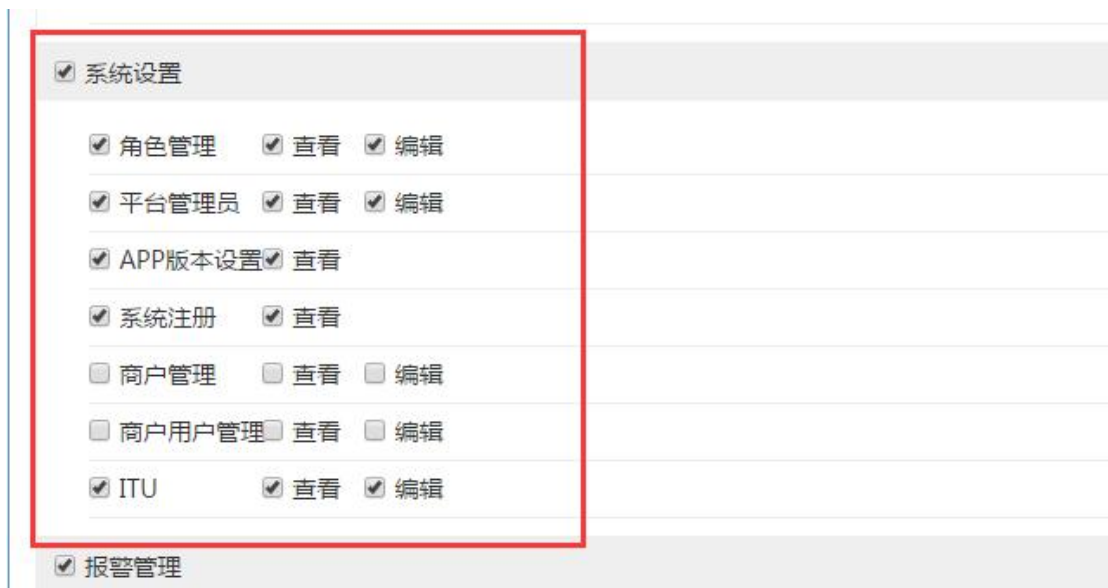 系统设置
角色管理 查看 编辑
平台管理员 查看 编辑
APP版本设置 查看
系统注册 查看
商户管理 查看 编辑
商户用户管理 查看 编辑
ITU 查看 编辑
报警管理